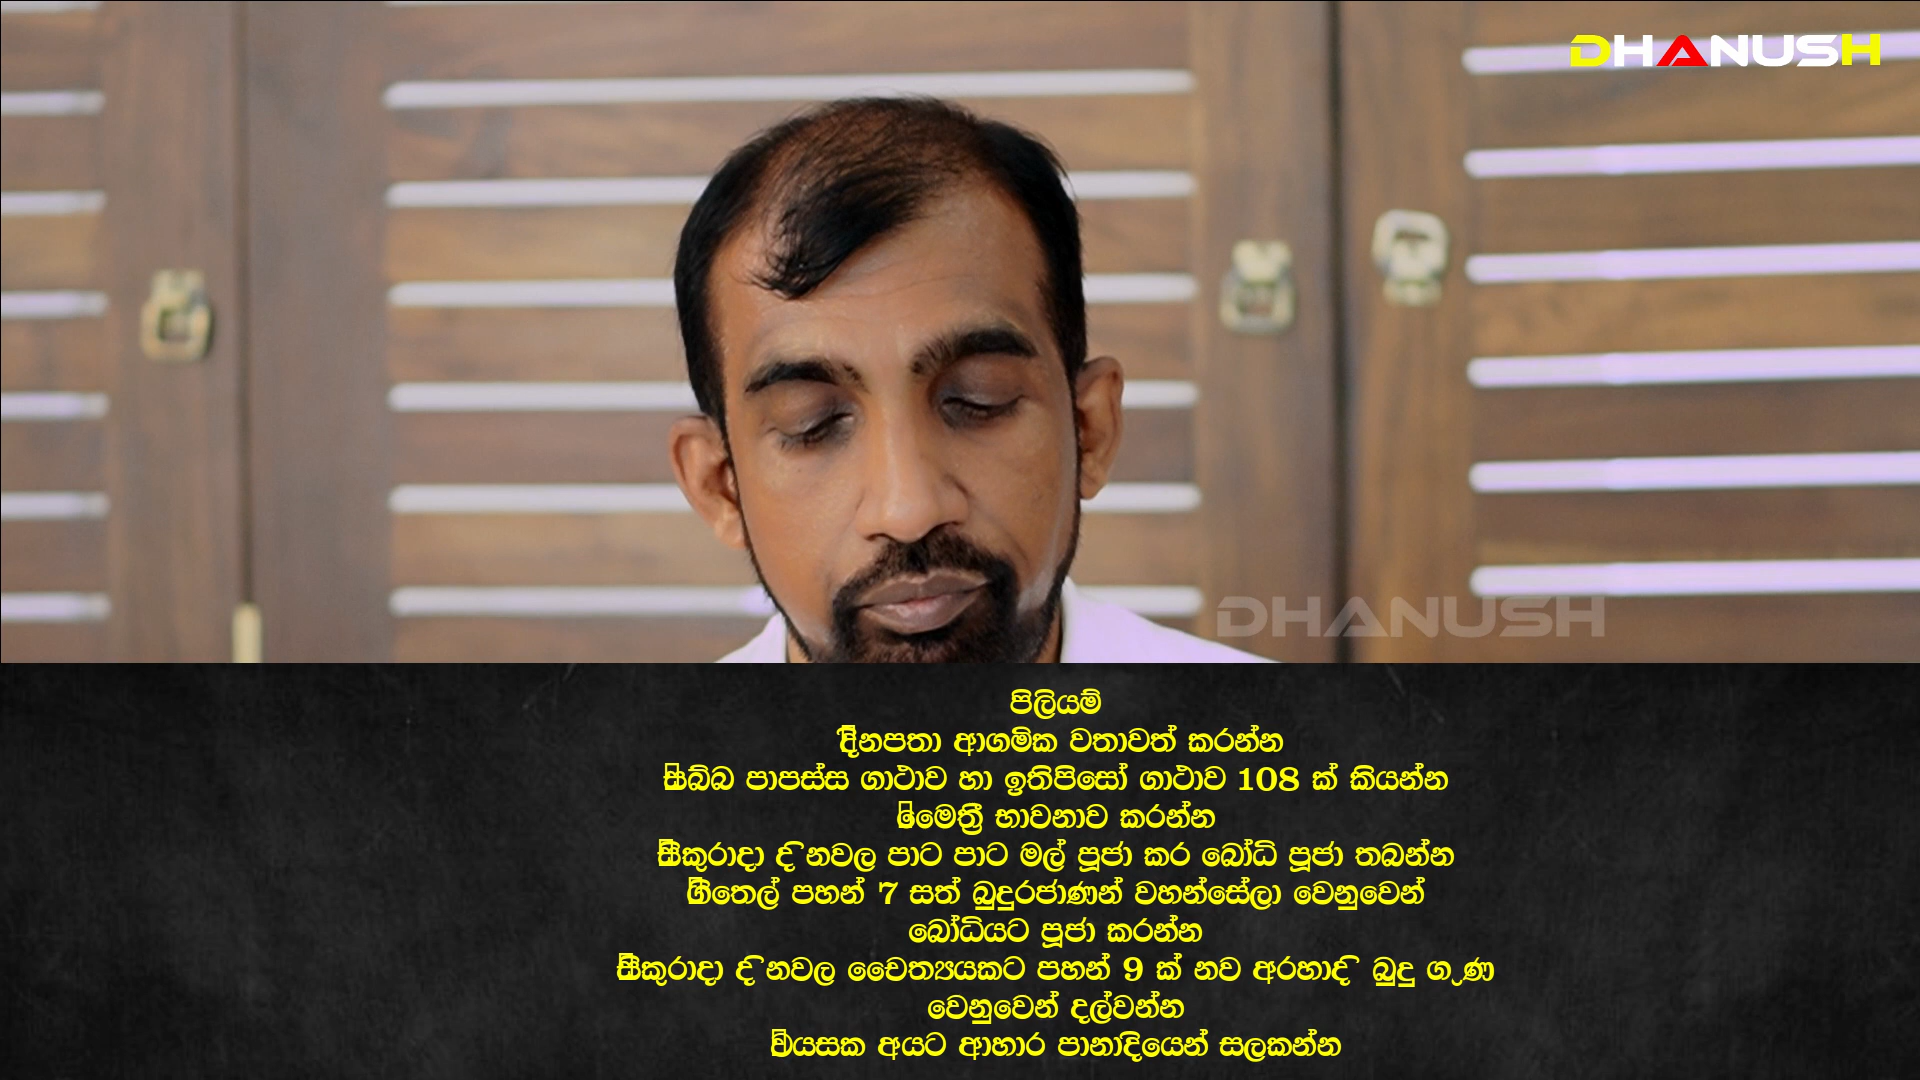 DHANUSH
DHANUSH
පිලියම්
දිනපතා ආගමික වතාවත් කරන්න
සබ්බ පාපස්ස ගාථාව හා ඉතිපිසෝ ගාථාව 108 ක් කියන්න
මෛත්‍රී භාවනාව කරන්න
සිකුරාදා දිනවල පාට පාට මල් පූජා කර බෝධි පූජා තබන්න
ගිතෙල් පහන් 7 සත් බුදුරජාණන් වහන්සේලා වෙනුවෙන්
බෝධියට පූජා කරන්න
සිකුරාදා දිනවල චෛත්‍යයකට පහන් 9 ක් නව අරහාදි බුදු ගුණ
වෙනුවෙන් දල්වන්න
වියසක අයට ආහාර පානාදියෙන් සලකන්න